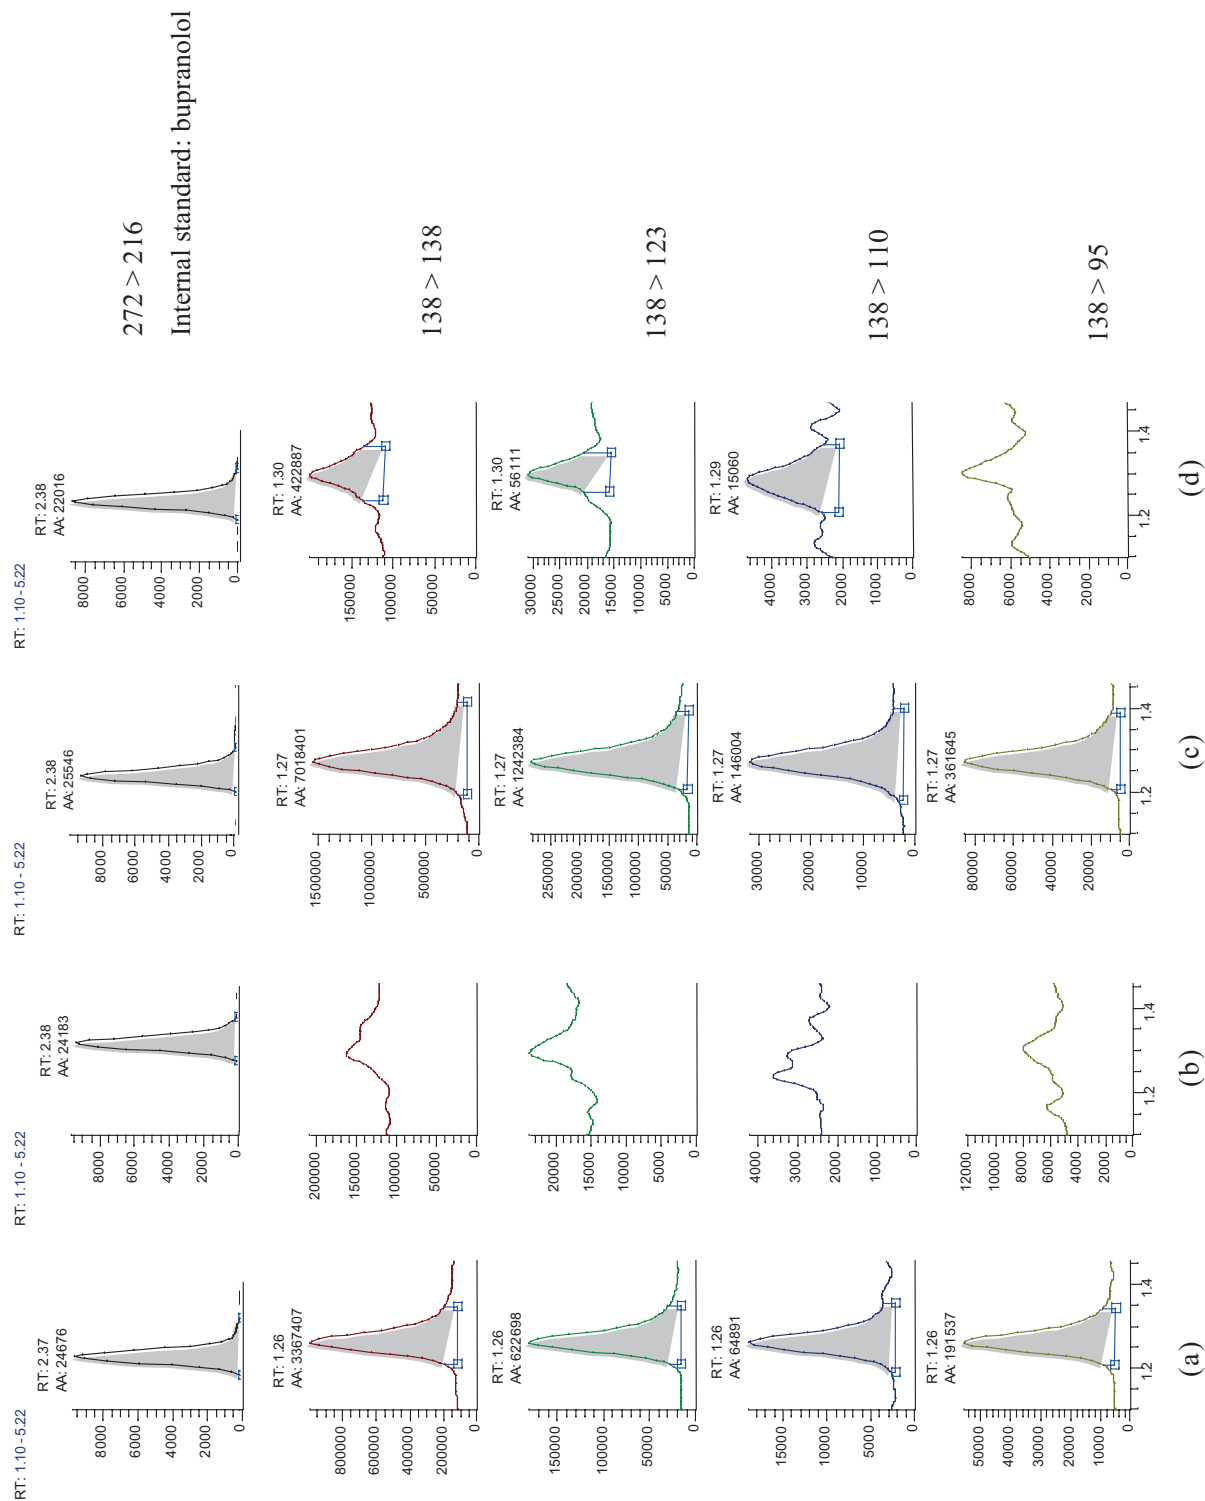 RT: 1.10 - 5.22
RT: 2.37
AA: 24676
8000
6000
4000
2000
0
RT: 1.26
AA: 3367407
800000
600000
400000
200000
0
RT: 1.26
AA: 622698
150000
100000
50000
0
RT: 1.26
AA: 64891
15000
10000
5000
0
RT: 1.26
AA: 191537
50000
40000
30000
20000
10000
0
1.2 1.4
(a)
RT: 1.10 - 5.22
RT: 2.38
AA: 24183
8000
6000
4000
2000
0
200000
150000
100000
50000
0
20000
15000
10000
5000
0
4000
3000
2000
1000
0
12000
10000
8000
6000
4000
2000
0
1.2 1.4
(b)
RT: 1.10 - 5.22
RT: 2.38
AA: 25546
8000
6000
4000
2000
0
RT: 1.27
AA: 7018401
1500000
1000000
500000
0
RT: 1.27
AA: 1242384
250000
200000
150000
100000
50000
0
RT: 1.27
AA: 146004
30000
20000
10000
0
RT: 1.27
AA: 361645
80000
60000
40000
20000
0
1.2 1.4
(c)
RT: 1.10 - 5.22
RT: 2.38
AA: 22016
8000
6000
4000
2000
0
RT: 1.30
AA: 422887
150000
100000
50000
0
RT: 1.30
AA: 56111
30000
25000
20000
15000
10000
5000
0
RT: 1.29
AA: 15060
4000
3000
2000
1000
0
8000
6000
4000
2000
0
1.2 1.4
(d)
272 > 216
Internal standard: bupranolol
138 > 138
138 > 123
138 > 110
138 > 95